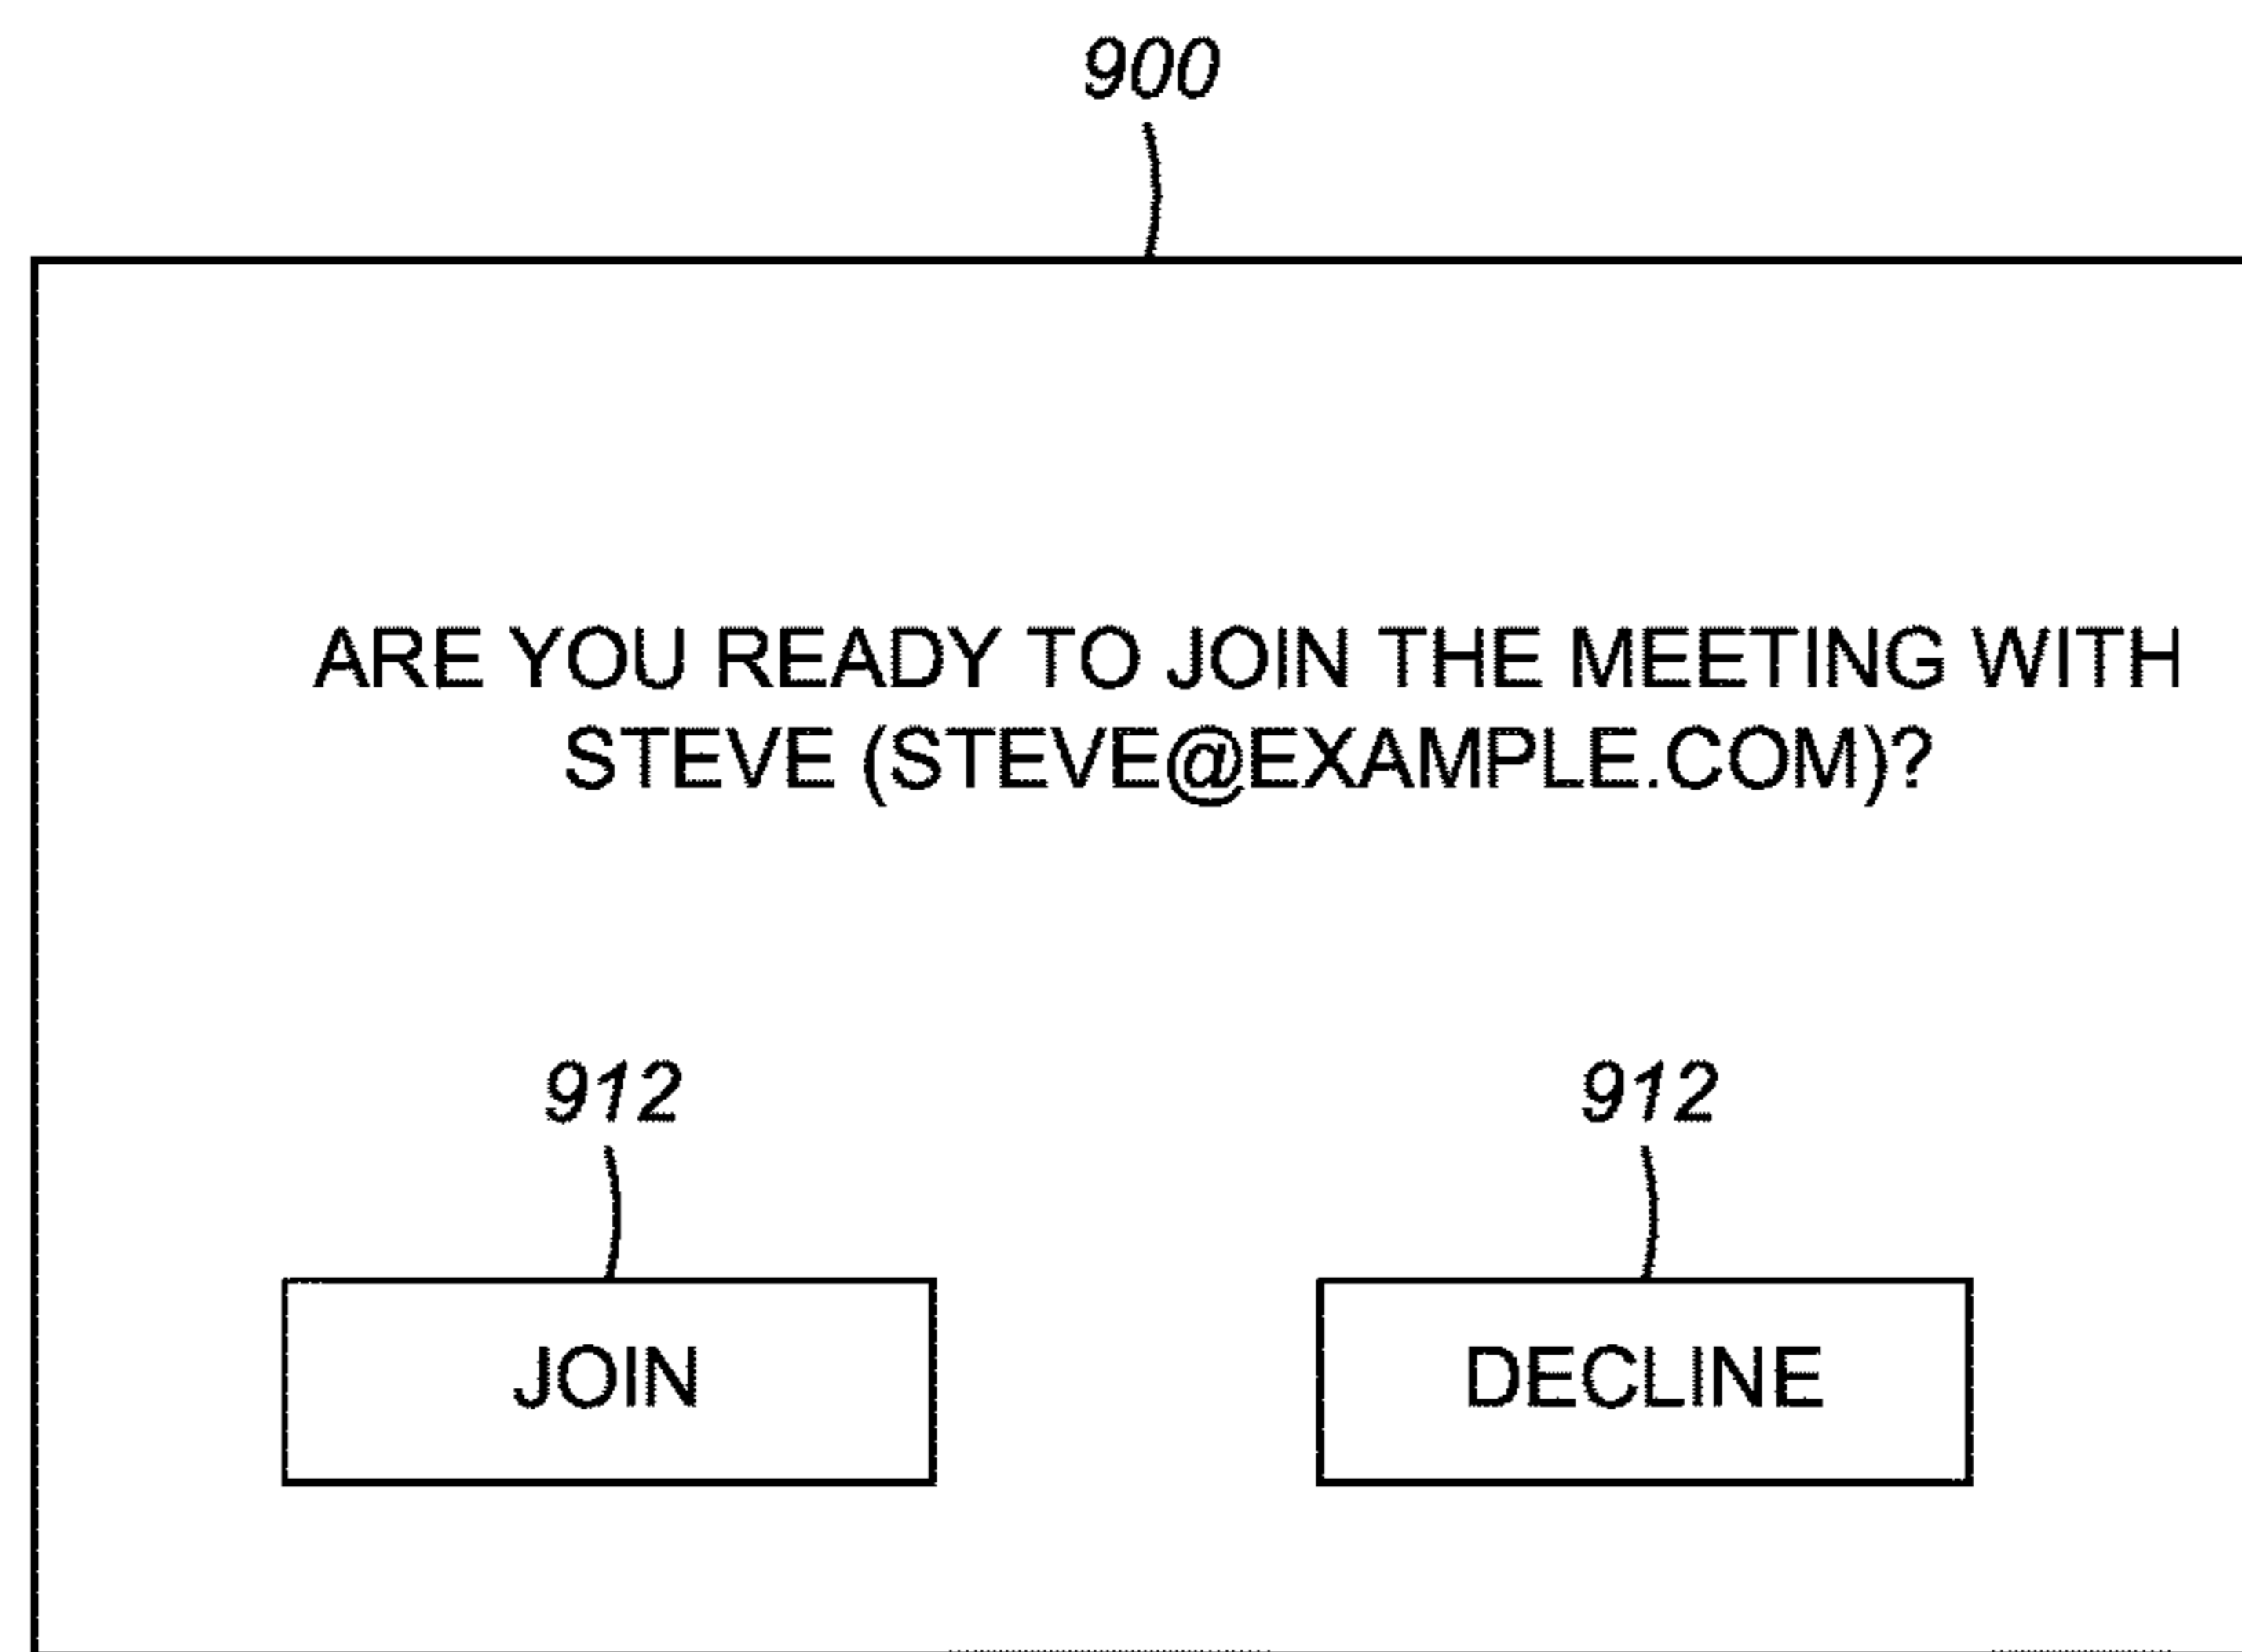 900
ARE YOU READY TO JOIN THE MEETING WITH
STEVE (STEVE@EXAMPLE.COM)?
912
912
JOIN
DECLINE